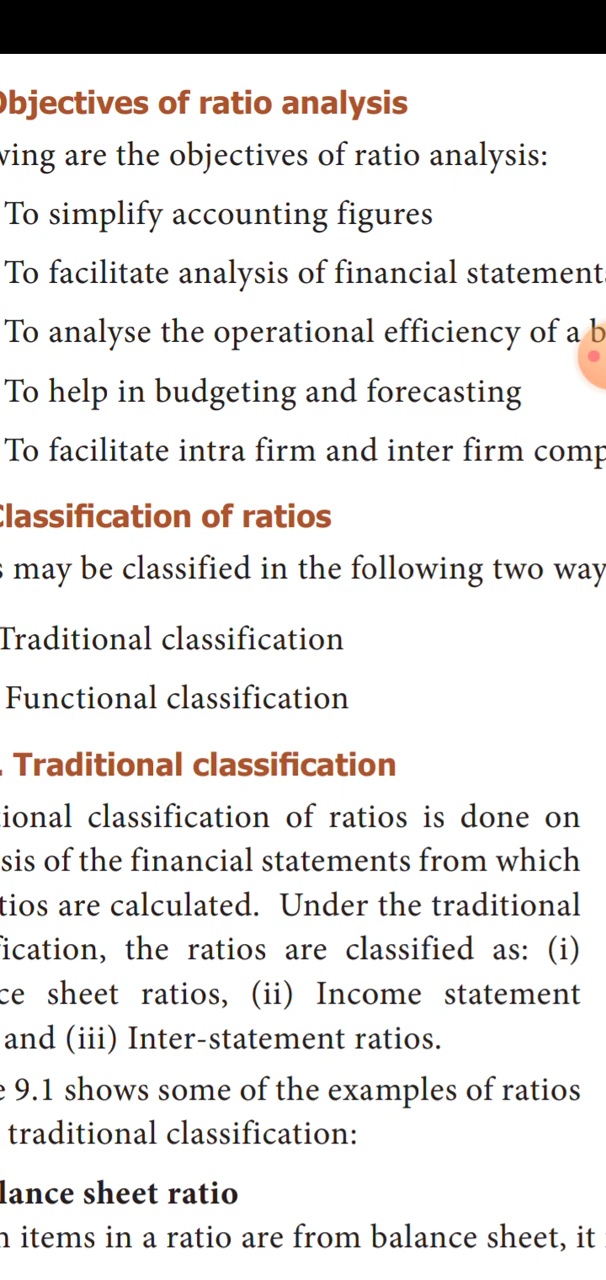 Objectives of ratio analysis
wing are the objectives of ratio analysis:
To simplify accounting figures
To facilitate analysis of financial statements
To analyse the operational efficiency of a b
To help in budgeting and forecasting
To facilitate intra firm and inter firm comp
Classification of ratios
s may be classified in the following two way
Traditional classification
Functional classification
. Traditional classification
tional classification of ratios is done on
sis of the financial statements from which
tios are calculated. Under the traditional
fication, the ratios are classified as: (i)
ce sheet ratios, (ii) Income statement
and (iii) Inter-statement ratios.
e 9.1 shows some of the examples of ratios
traditional classification:
lance sheet ratio
n items in a ratio are from balance sheet, it